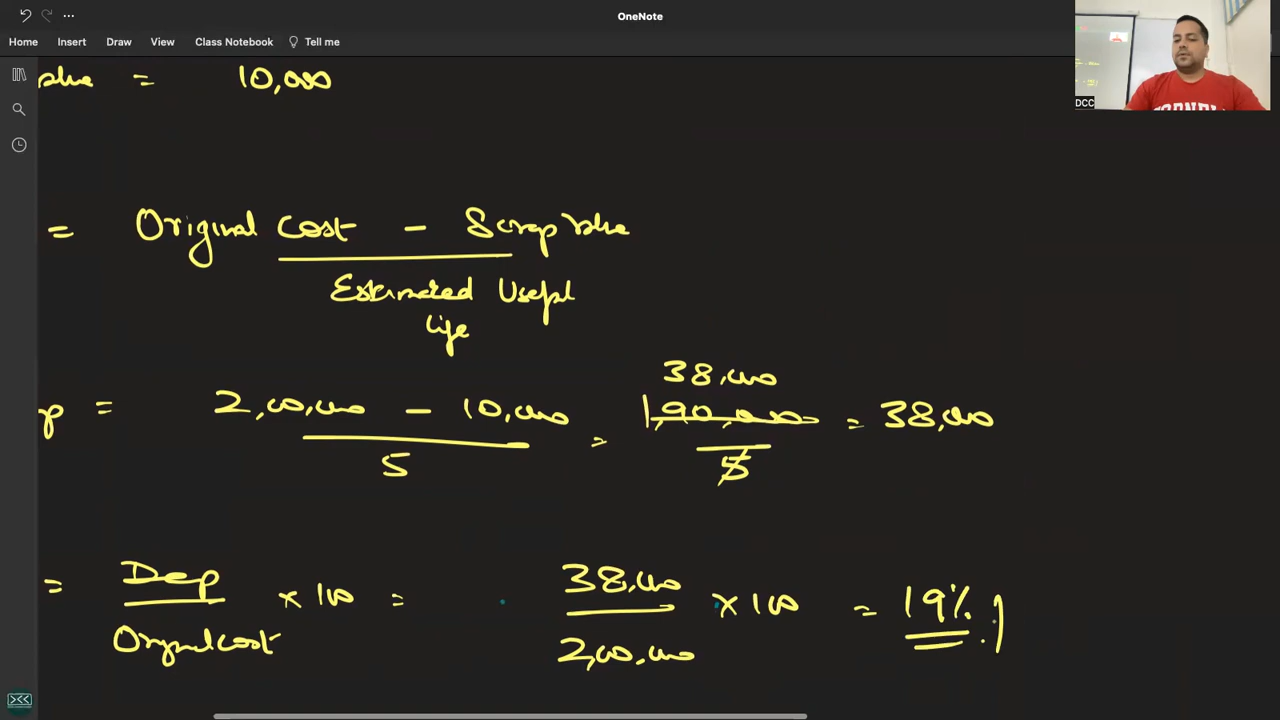 OneNote
Home Insert Draw View Class Notebook Tell me
DCC
= 10,000
= Original Cost - Scrap Value
Estimated Useful
life
38,000
p = 2,00,000 - 10,000 = 1,90,000 = 38,000
5 5
= Dep × 100 = 38,000 × 100 = 19%
Original cost 2,00,000